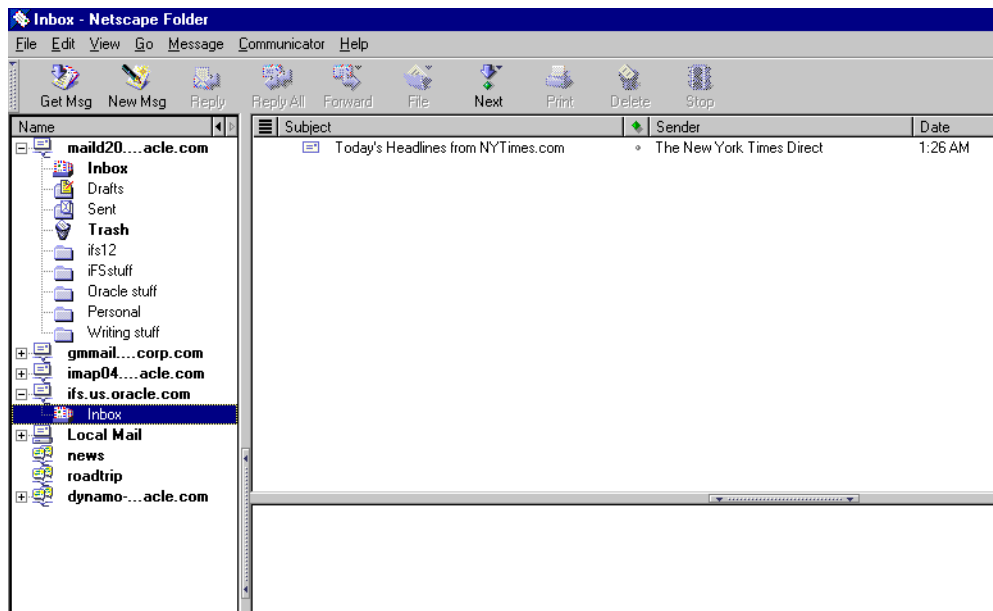 Inbox - Netscape Folder
File Edit View Go Message Communicator Help
Get Msg New Msg Reply Reply All Forward File Next Print Delete Stop
Name Subject Sender Date
maild20....acle.com Today's Headlines from NYTimes.com The New York Times Direct 1:26 AM
Inbox
Drafts
Sent
Trash
ifs12
iFSstuff
Oracle stuff
Personal
Writing stuff
gmmail....corp.com
imap04....acle.com
ifs.us.oracle.com
Inbox
Local Mail
news
roadtrip
dynamo-...acle.com